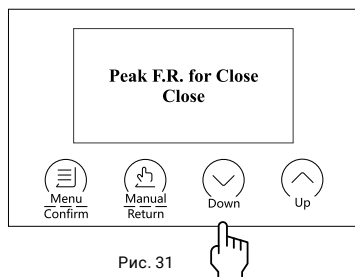 Peak F.R. for Close
Close
Menu
Confirm
Manual
Return
Down
Up
Рис. 31